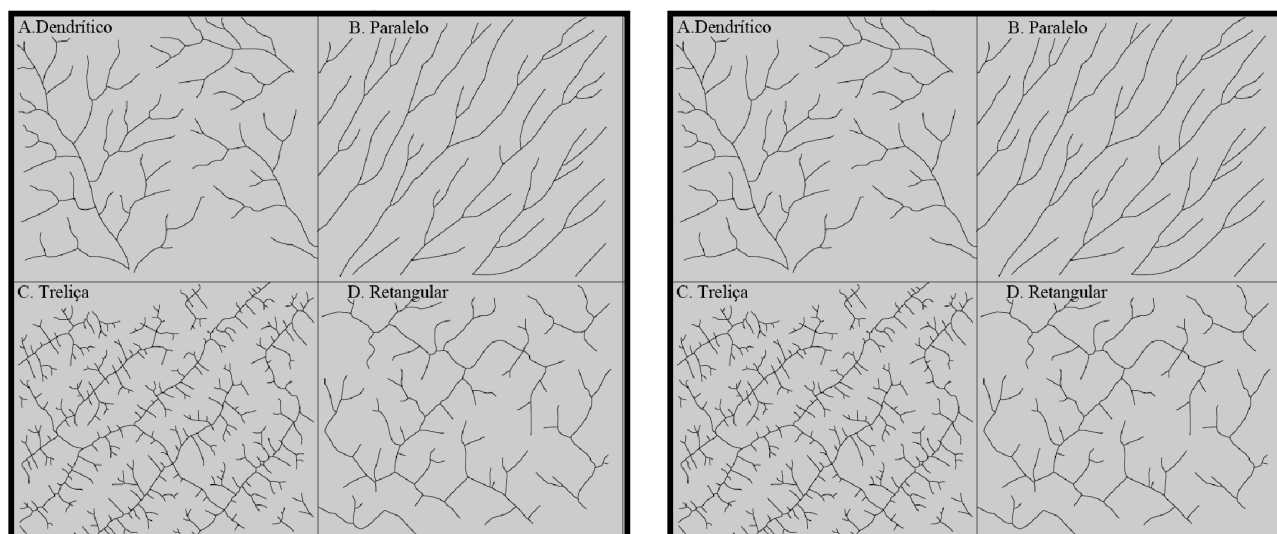 A.Dendrítico
B. Paralelo
C. Treliça
D. Retangular
A.Dendrítico
B. Paralelo
C. Treliça
D. Retangular